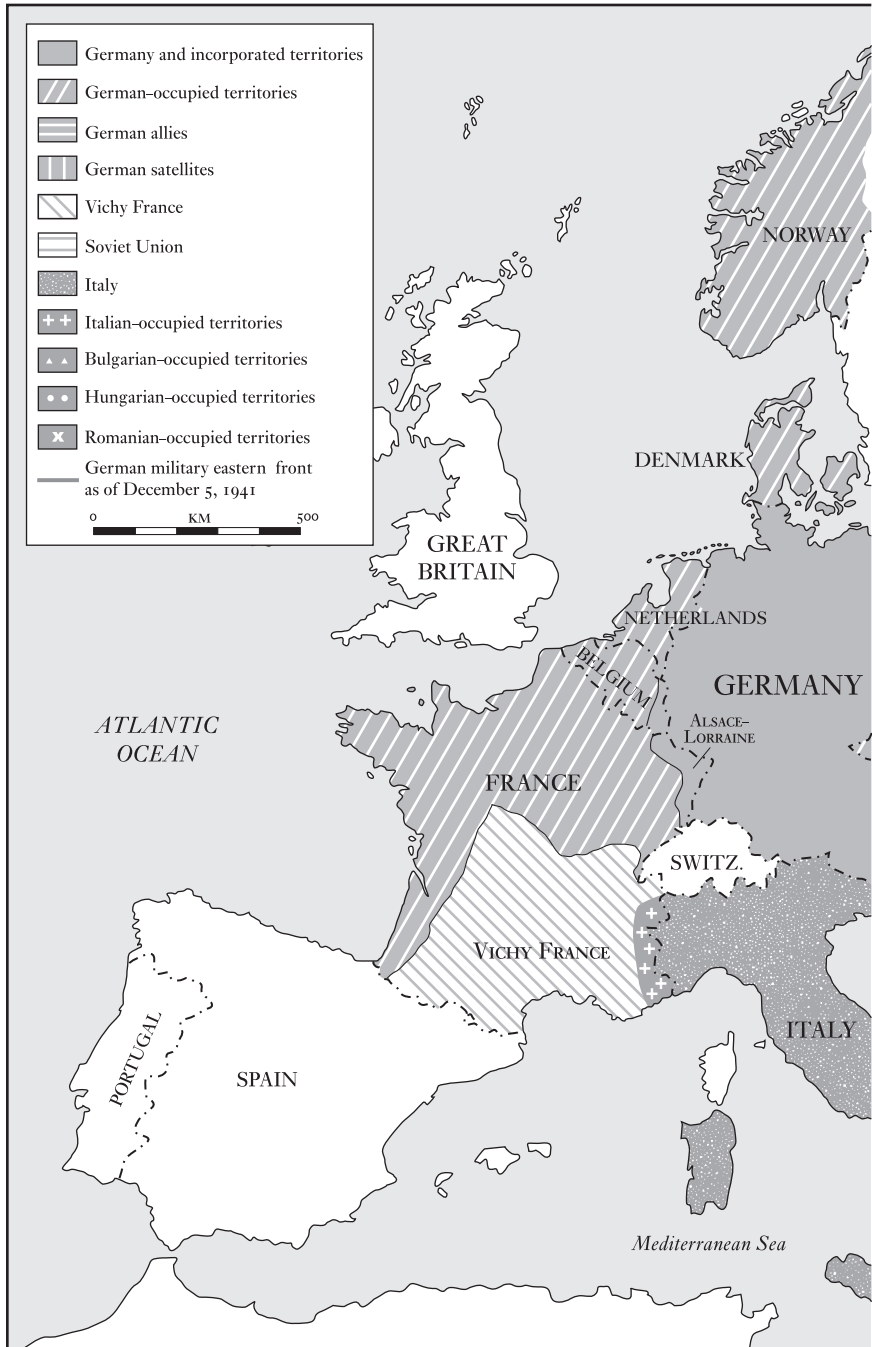 Germany and incorporated territories
German-occupied territories
German allies
German satellites
Vichy France
Soviet Union
Italy
Italian-occupied territories
Bulgarian-occupied territories
Hungarian-occupied territories
Romanian-occupied territories
German military eastern front
as of December 5, 1941
0 KM 500
NORWAY
DENMARK
GREAT
BRITAIN
NETHERLANDS
BELGIUM
GERMANY
ALSACE–
LORRAINE
ATLANTIC
OCEAN
FRANCE
SWITZ.
VICHY FRANCE
ITALY
PORTUGAL
SPAIN
Mediterranean Sea